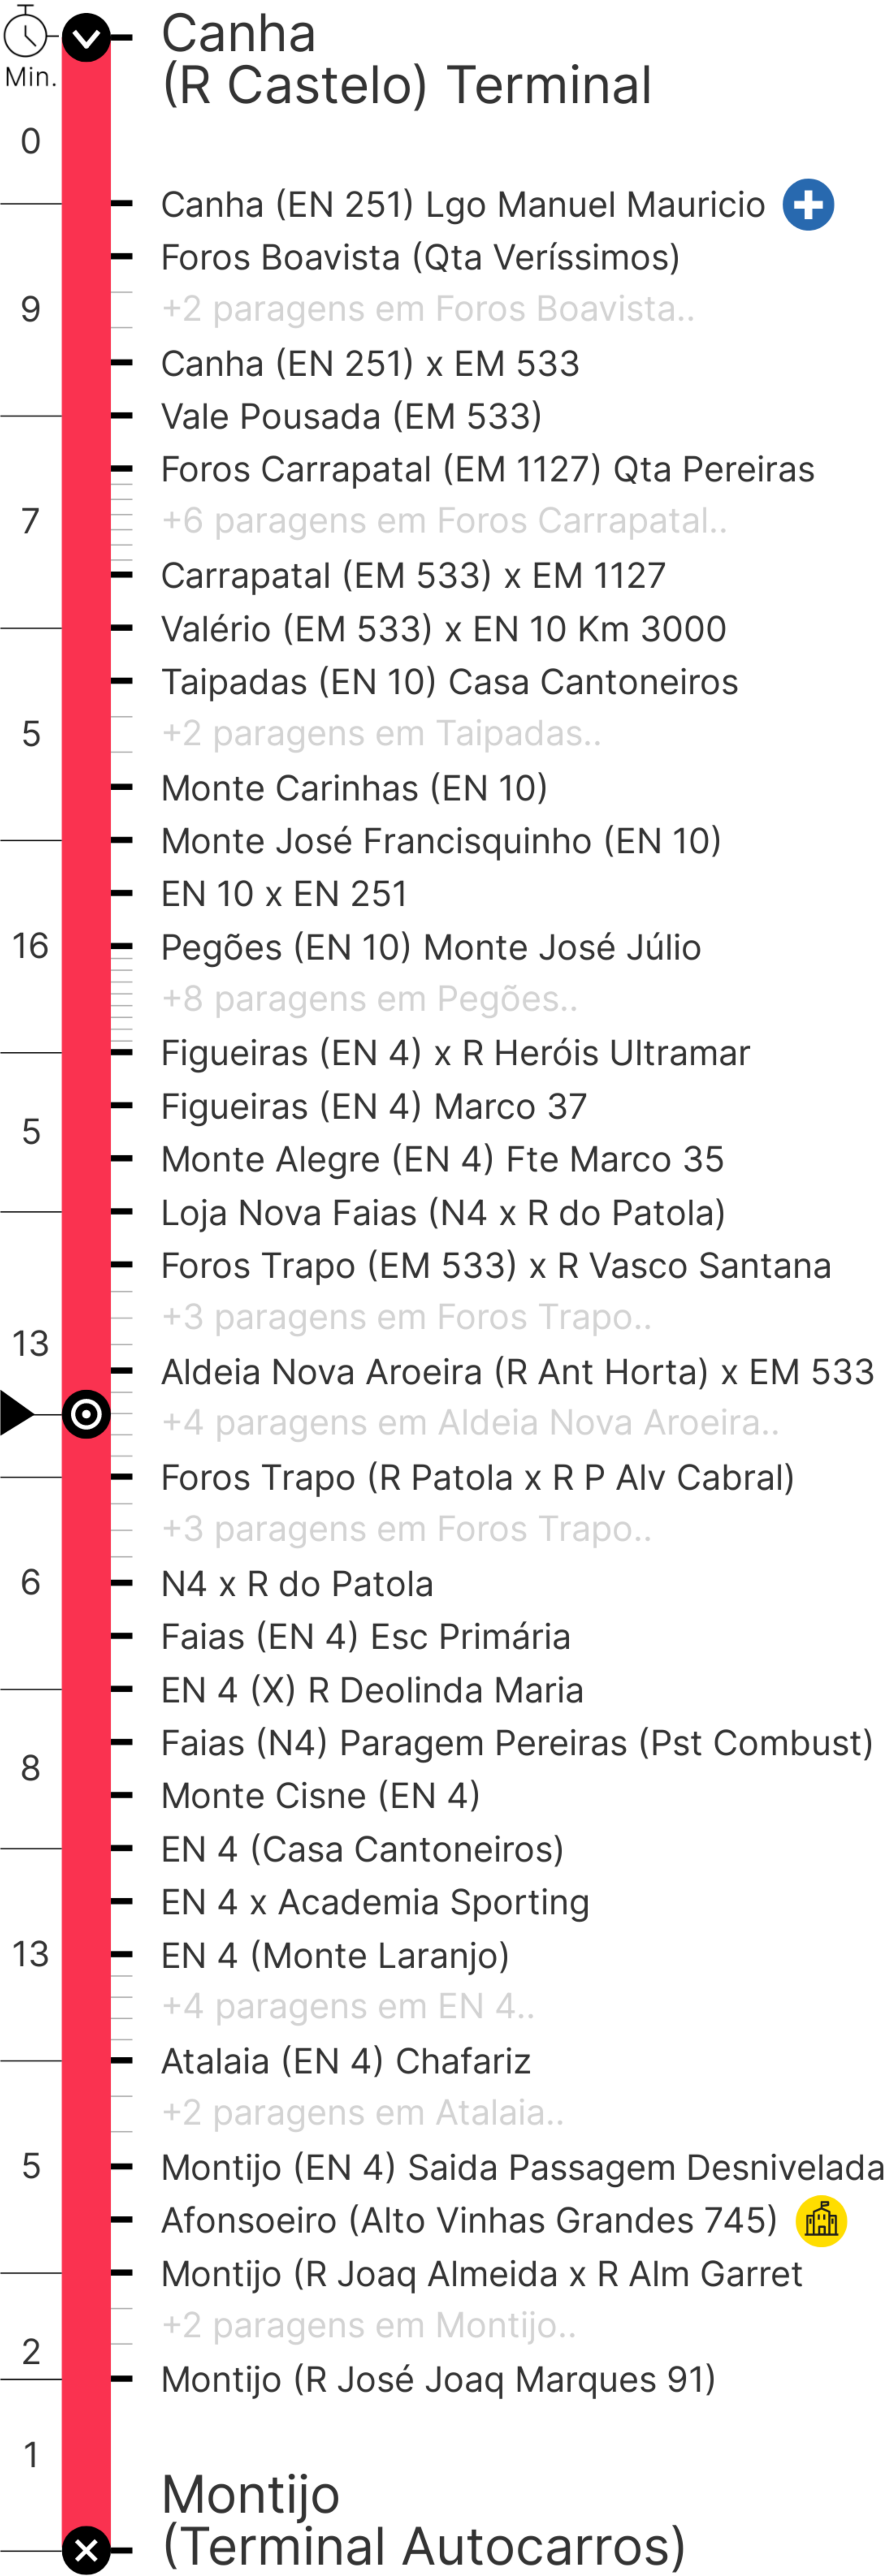 Canha
(R Castelo) Terminal
Min.
0
Canha (EN 251) Lgo Manuel Mauricio
Foros Boavista (Qta Veríssimos)
9
+2 paragens em Foros Boavista..
Canha (EN 251) x EM 533
Vale Pousada (EM 533)
Foros Carrapatal (EM 1127) Qta Pereiras
7
+6 paragens em Foros Carrapatal..
Carrapatal (EM 533) x EM 1127
Valério (EM 533) x EN 10 Km 3000
Taipadas (EN 10) Casa Cantoneiros
5
+2 paragens em Taipadas..
Monte Carinhas (EN 10)
Monte José Francisquinho (EN 10)
EN 10 x EN 251
16
Pegões (EN 10) Monte José Júlio
+8 paragens em Pegões..
Figueiras (EN 4) x R Heróis Ultramar
Figueiras (EN 4) Marco 37
5
Monte Alegre (EN 4) Fte Marco 35
Loja Nova Faias (N4 x R do Patola)
Foros Trapo (EM 533) x R Vasco Santana
+3 paragens em Foros Trapo..
13
Aldeia Nova Aroeira (R Ant Horta) x EM 533
+4 paragens em Aldeia Nova Aroeira..
Foros Trapo (R Patola x R P Alv Cabral)
+3 paragens em Foros Trapo..
6
N4 x R do Patola
Faias (EN 4) Esc Primária
EN 4 (X) R Deolinda Maria
Faias (N4) Paragem Pereiras (Pst Combust)
8
Monte Cisne (EN 4)
EN 4 (Casa Cantoneiros)
EN 4 x Academia Sporting
13
EN 4 (Monte Laranjo)
+4 paragens em EN 4..
Atalaia (EN 4) Chafariz
+2 paragens em Atalaia..
5
Montijo (EN 4) Saida Passagem Desnivelada
Afonsoeiro (Alto Vinhas Grandes 745)
Montijo (R Joaq Almeida x R Alm Garret
+2 paragens em Montijo..
2
Montijo (R José Joaq Marques 91)
1
Montijo
(Terminal Autocarros)